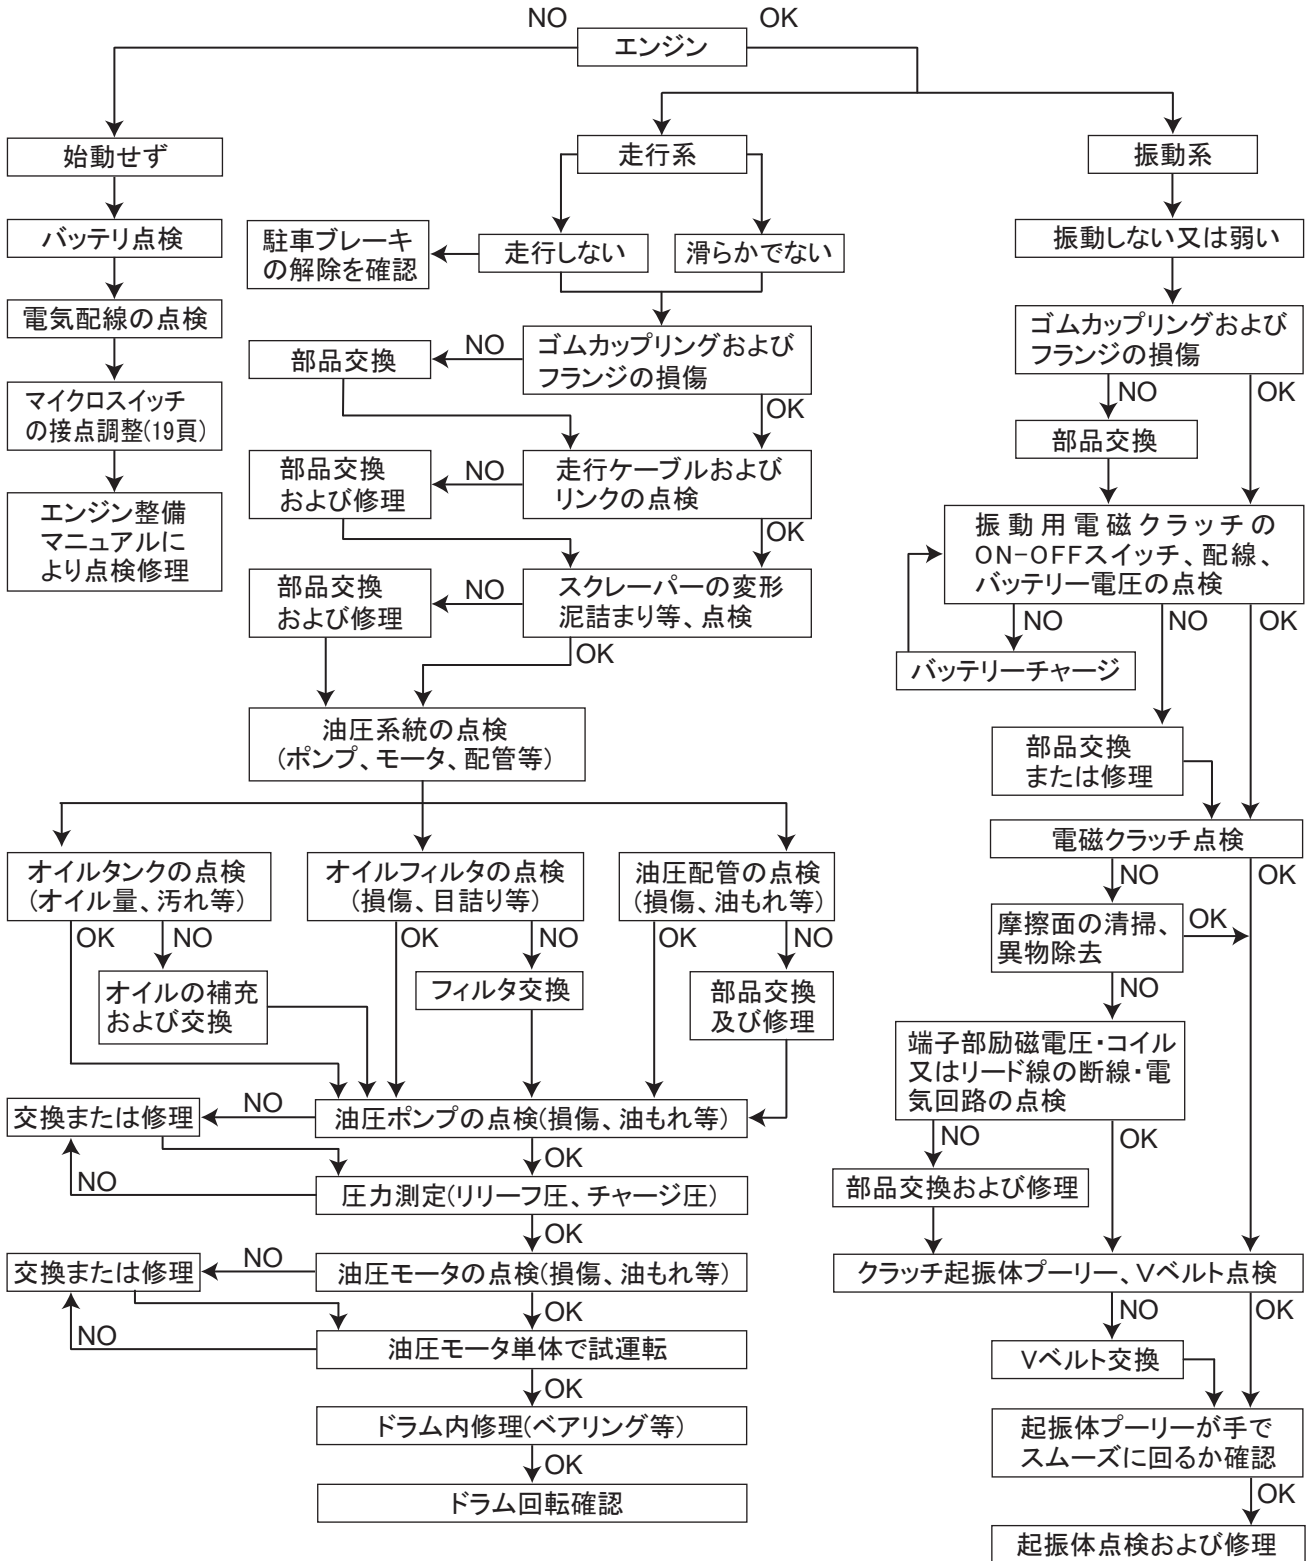 NO
OK
エンジン
始動せず
バッテリ点検
電気配線の点検
マイクロスイッチ
の接点調整(19頁)
エンジン整備
マニュアルに
より点検修理
走行系
走行しない
滑らかでない
駐車ブレーキ
の解除を確認
ゴムカップリングおよび
フランジの損傷
NO
部品交換
OK
走行ケーブルおよび
リンクの点検
NO
部品交換
および修理
OK
スクレーパーの変形
泥詰まり等、点検
NO
部品交換
および修理
OK
油圧系統の点検
(ポンプ、モータ、配管等)
オイルタンクの点検
(オイル量、汚れ等)
OK
NO
オイルの補充
および交換
オイルフィルタの点検
(損傷、目詰り等)
OK
NO
フィルタ交換
油圧配管の点検
(損傷、油もれ等)
OK
NO
部品交換
及び修理
油圧ポンプの点検(損傷、油もれ等)
NO
交換または修理
OK
圧力測定(リリーフ圧、チャージ圧)
NO
OK
油圧モータの点検(損傷、油もれ等)
NO
交換または修理
OK
油圧モータ単体で試運転
NO
OK
ドラム内修理(ベアリング等)
OK
ドラム回転確認
振動系
振動しない又は弱い
ゴムカップリングおよび
フランジの損傷
NO
OK
部品交換
振動用電磁クラッチの
ON-OFFスイッチ、配線、
バッテリー電圧の点検
NO
NO
OK
バッテリーチャージ
部品交換
または修理
電磁クラッチ点検
NO
OK
摩擦面の清掃、
異物除去
OK
NO
端子部励磁電圧・コイル
又はリード線の断線・電
気回路の点検
NO
OK
部品交換および修理
クラッチ起振体プーリー、Vベルト点検
NO
OK
Vベルト交換
起振体プーリーが手で
スムーズに回るか確認
OK
起振体点検および修理